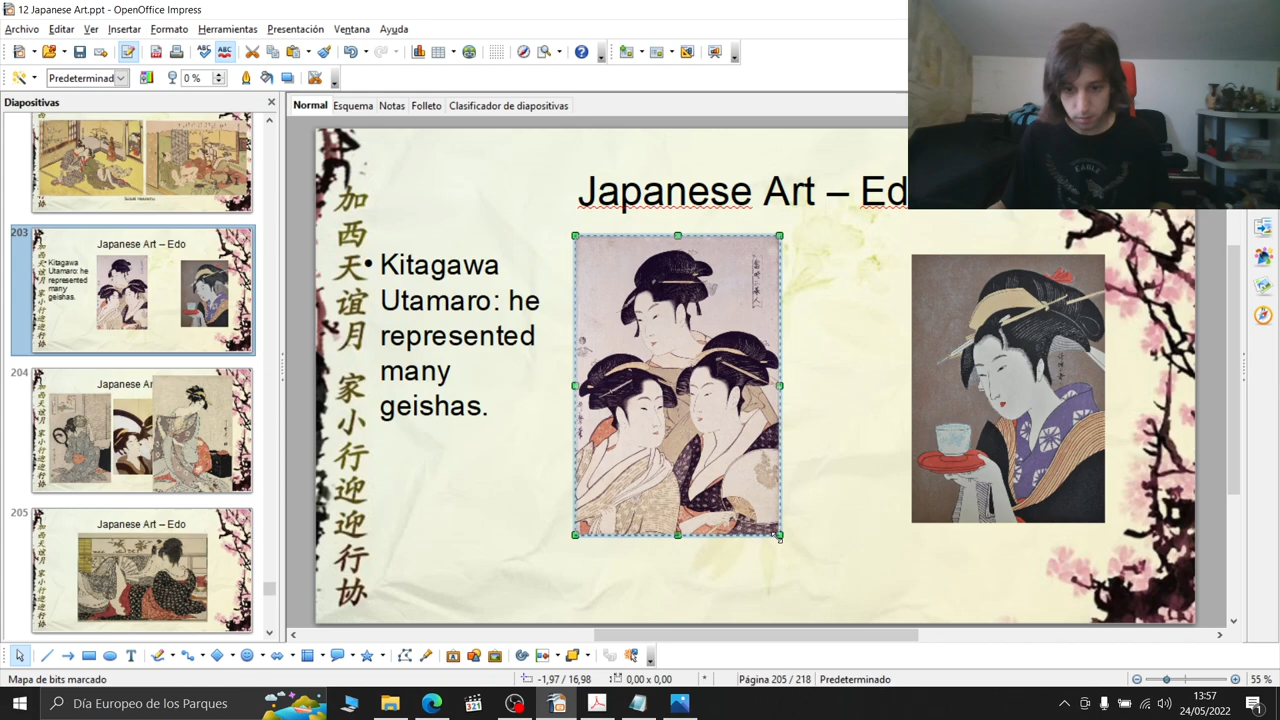 12 Japanese Art.ppt - OpenOffice Impress
Archivo Editar Ver Insertar Formato Herramientas Presentación Ventana Ayuda
Predeterminad
0 %
Diapositivas
Normal Esquema Notas Folleto Clasificador de diapositivas
203
Japanese Art – Edo
Kitagawa
Utamaro: he
represented
many
geishas.
204
Japanese Ar
205
Japanese Art – Edo
加
西
天
谊
月
家
小
行
迎
迎
行
协
Japanese Art – Ed
• Kitagawa
Utamaro: he
represented
many
geishas.
Mapa de bits marcado
-1,97 / 16,98
0,00 x 0,00
*
Página 205 / 218
Predeterminado
55 %
Día Europeo de los Parques
321
13:57
24/05/2022
1